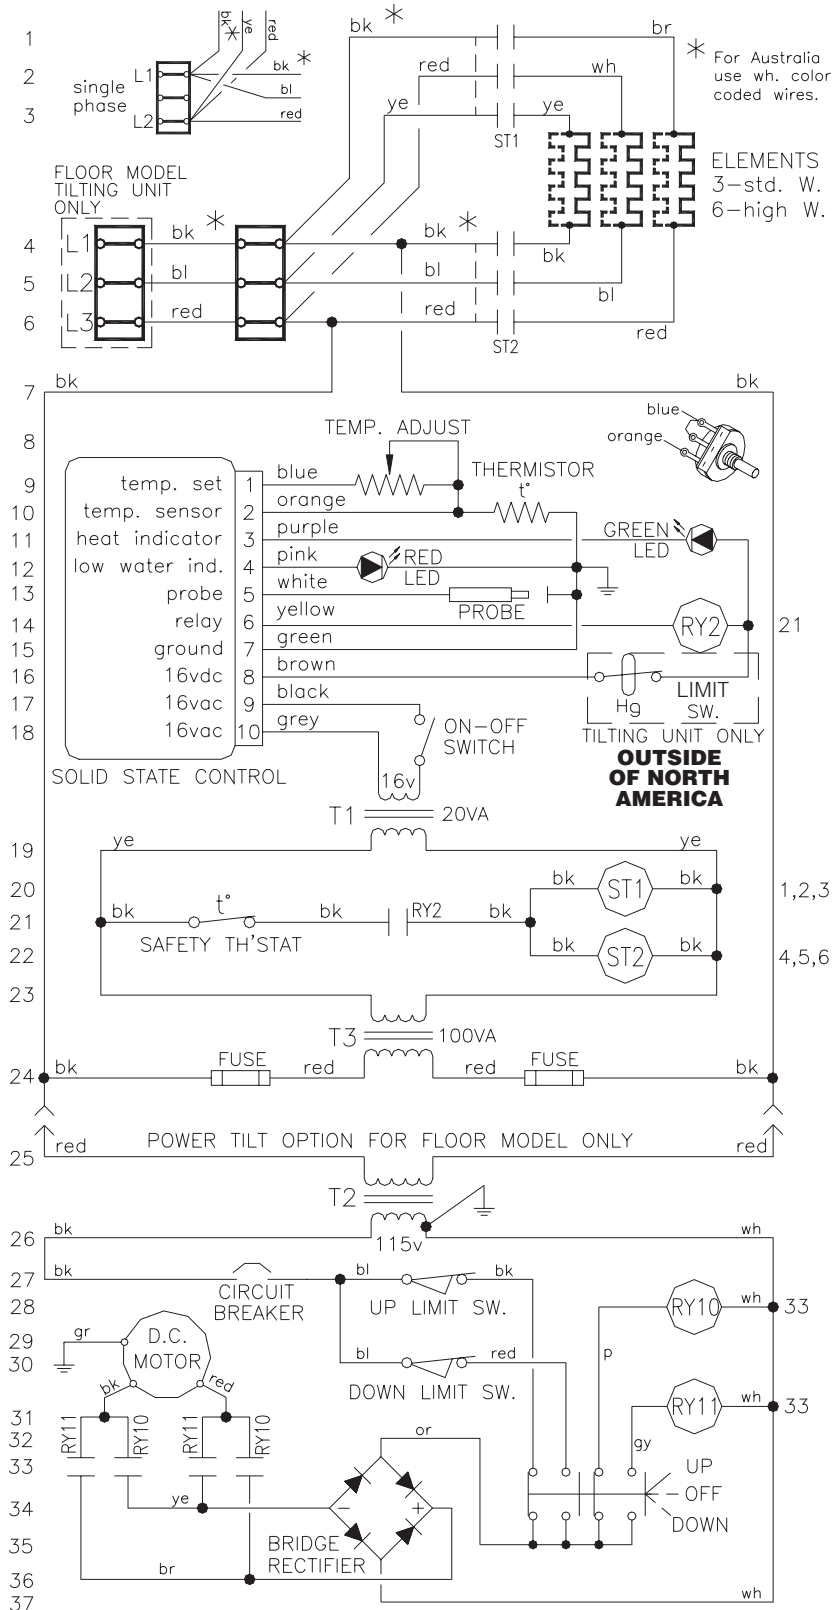 1
bk *
br
*
For Australia
use wh. color
coded wires.
bk *
ye
red
bk *
2
L1
red
wh
single
phase
bl
3
L2
red
ye
ye
ST1
ELEMENTS
3-std. W.
6-high W.
FLOOR MODEL
TILTING UNIT
ONLY
4
L1
bk *
bk *
bk
5
L2
bl
bl
bl
6
L3
red
red
red
ST2
7
bk
bk
blue
orange
8
TEMP. ADJUST
9
temp. set
1
blue
THERMISTOR
t°
10
temp. sensor
2
orange
11
heat indicator
3
purple
GREEN
LED
12
low water ind.
4
pink
RED
LED
13
probe
5
white
PROBE
14
relay
6
yellow
RY2
21
15
ground
7
green
16
16vdc
8
brown
Hg
LIMIT
SW.
17
16vac
9
black
18
16vac
10
grey
ON-OFF
SWITCH
TILTING UNIT ONLY
OUTSIDE
OF NORTH
AMERICA
SOLID STATE CONTROL
16v
T1
20VA
19
ye
ye
20
bk
ST1
bk
1,2,3
21
bk
t°
bk
RY2
bk
SAFETY TH'STAT
22
bk
ST2
bk
4,5,6
23
T3
100VA
24
bk
FUSE
red
red
FUSE
bk
25
red
POWER TILT OPTION FOR FLOOR MODEL ONLY
red
T2
26
bk
115v
wh
27
bk
CIRCUIT
BREAKER
bl
bk
UP LIMIT SW.
28
RY10
wh
33
29
gr
D.C.
MOTOR
30
bl
red
DOWN LIMIT SW.
p
bk
red
31
RY11
RY10
RY11
RY10
RY11
wh
33
32
or
gy
33
UP
34
ye
-
+
OFF
35
BRIDGE
RECTIFIER
DOWN
36
br
37
wh